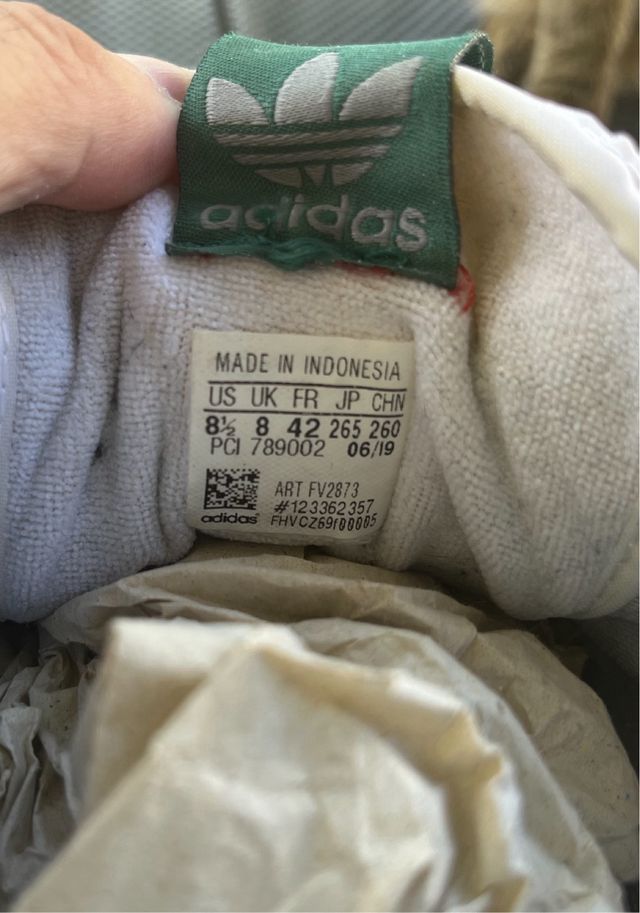 adidas
MADE IN INDONESIA
US UK FR JP CHN
8½ 8 42 265 260
PCI 789002 06/19
ART FV2873
#123362357
adidas FHVCZ69f00005